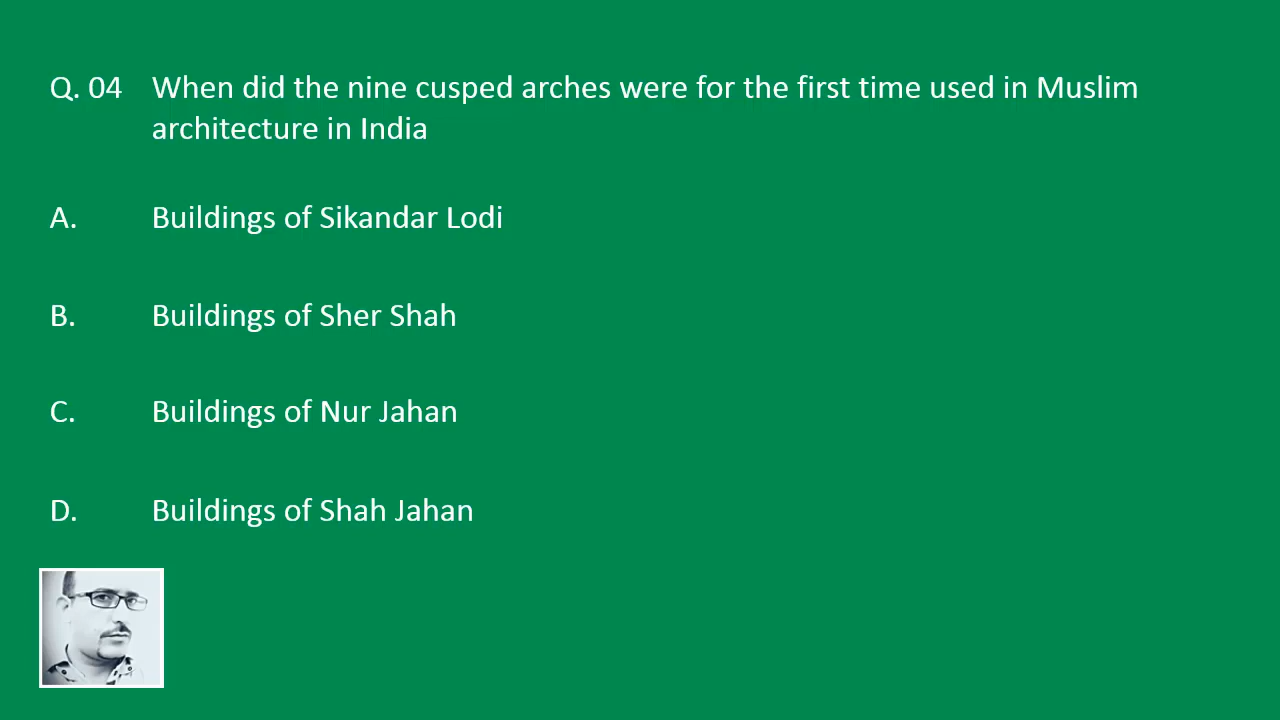 Q. 04 When did the nine cusped arches were for the first time used in Muslim
architecture in India
A. Buildings of Sikandar Lodi
B. Buildings of Sher Shah
C. Buildings of Nur Jahan
D. Buildings of Shah Jahan